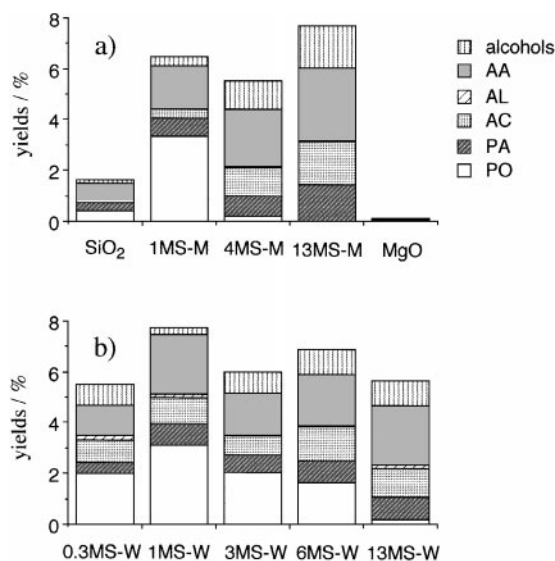 8
6
4
2
0
yields / %
a)
SiO2
1MS-M
4MS-M
13MS-M
MgO
alcohols
AA
AL
AC
PA
PO
8
6
4
2
0
yields / %
b)
0.3MS-W
1MS-W
3MS-W
6MS-W
13MS-W